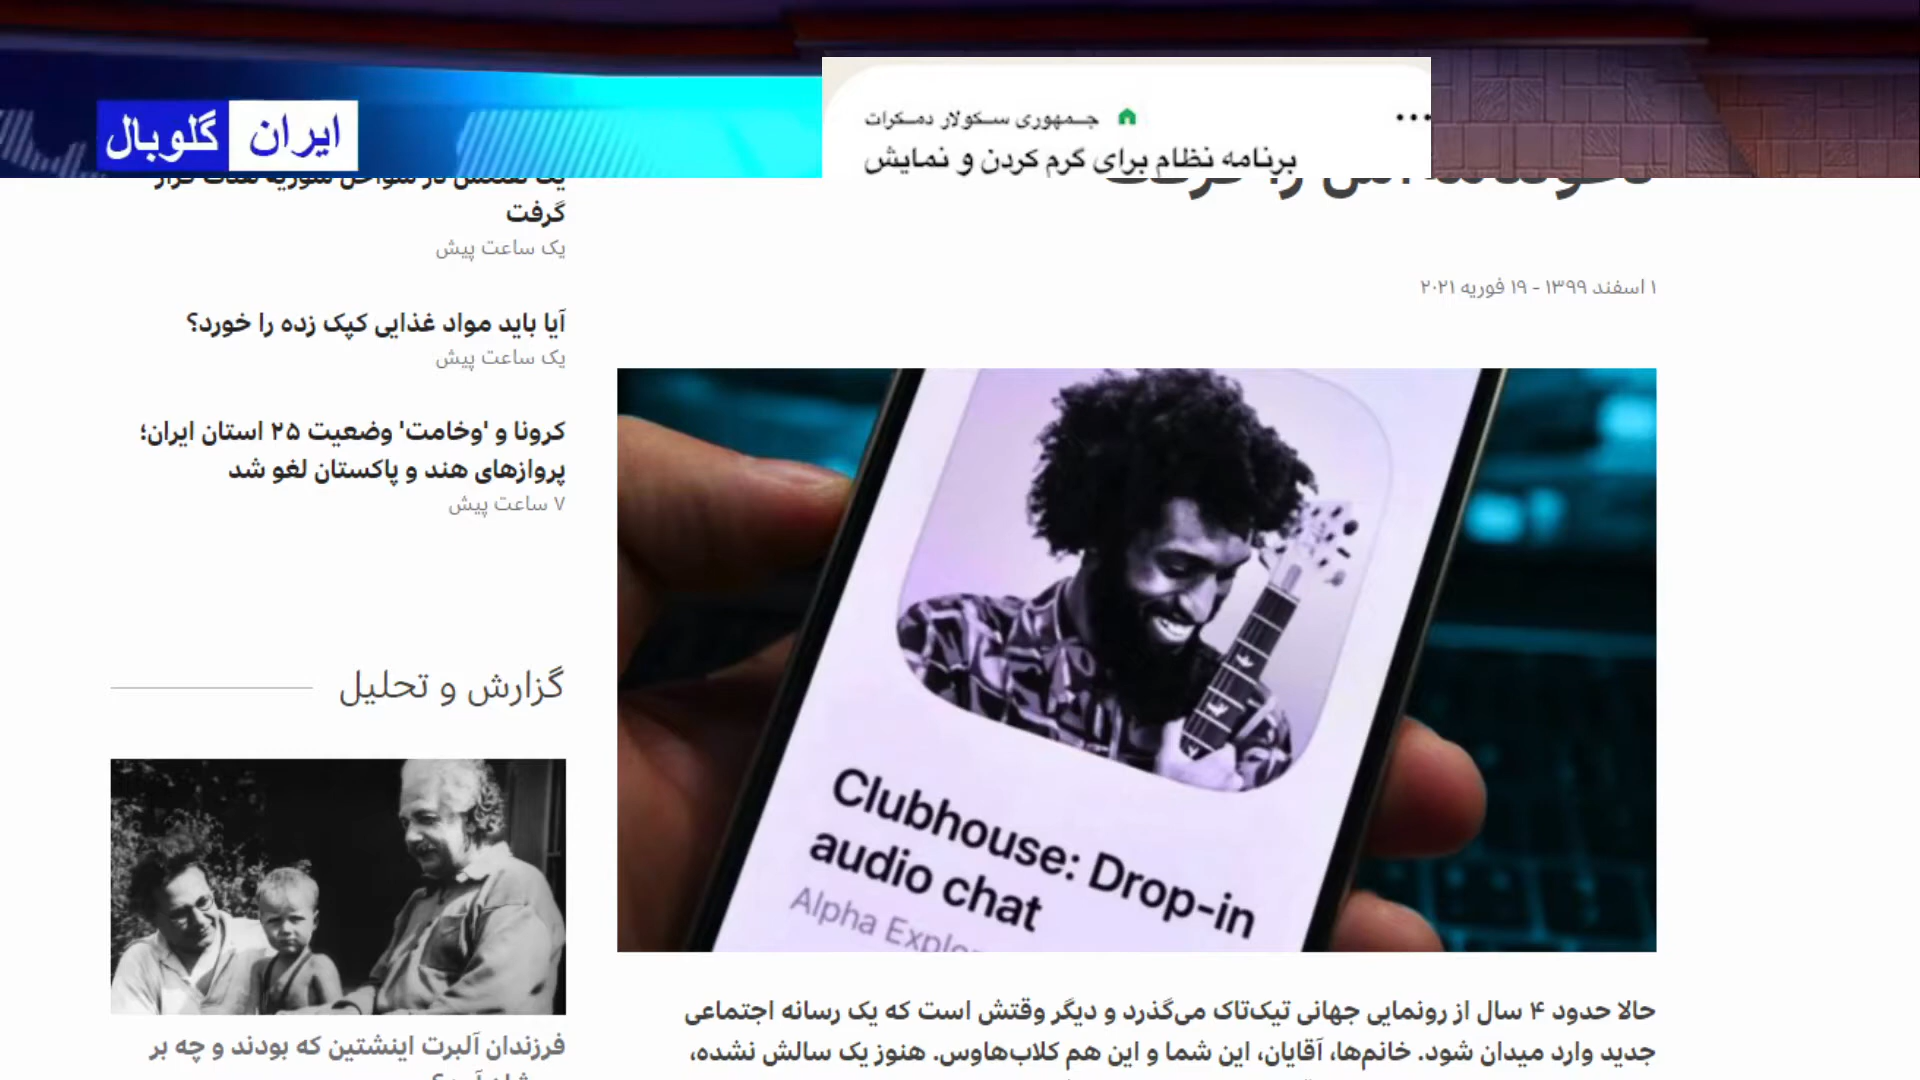 ایران گلوبال
جمهوری سکولار دمکرات
برنامه نظام برای گرم کردن و نمایش
را
۱ اسفند ۱۳۹۹ - ۱۹ فوریه ۲۰۲۱
Clubhouse: Drop-in
audio chat
Alpha
حالا حدود ۴ سال از رونمایی جهانی تیک‌تاک می‌گذرد و دیگر وقتش است که یک رسانه اجتماعی
جدید وارد میدان شود. خانم‌ها، آقایان، این شما و این هم کلاب‌هاوس. هنوز یک سالش نشده،
گرفت
یک ساعت پیش
آیا باید مواد غذایی کپک زده را خورد؟
یک ساعت پیش
کرونا و 'وخامت' وضعیت ۲۵ استان ایران؛
پروازهای هند و پاکستان لغو شد
۷ ساعت پیش
گزارش و تحلیل
فرزندان آلبرت اینشتین که بودند و چه بر